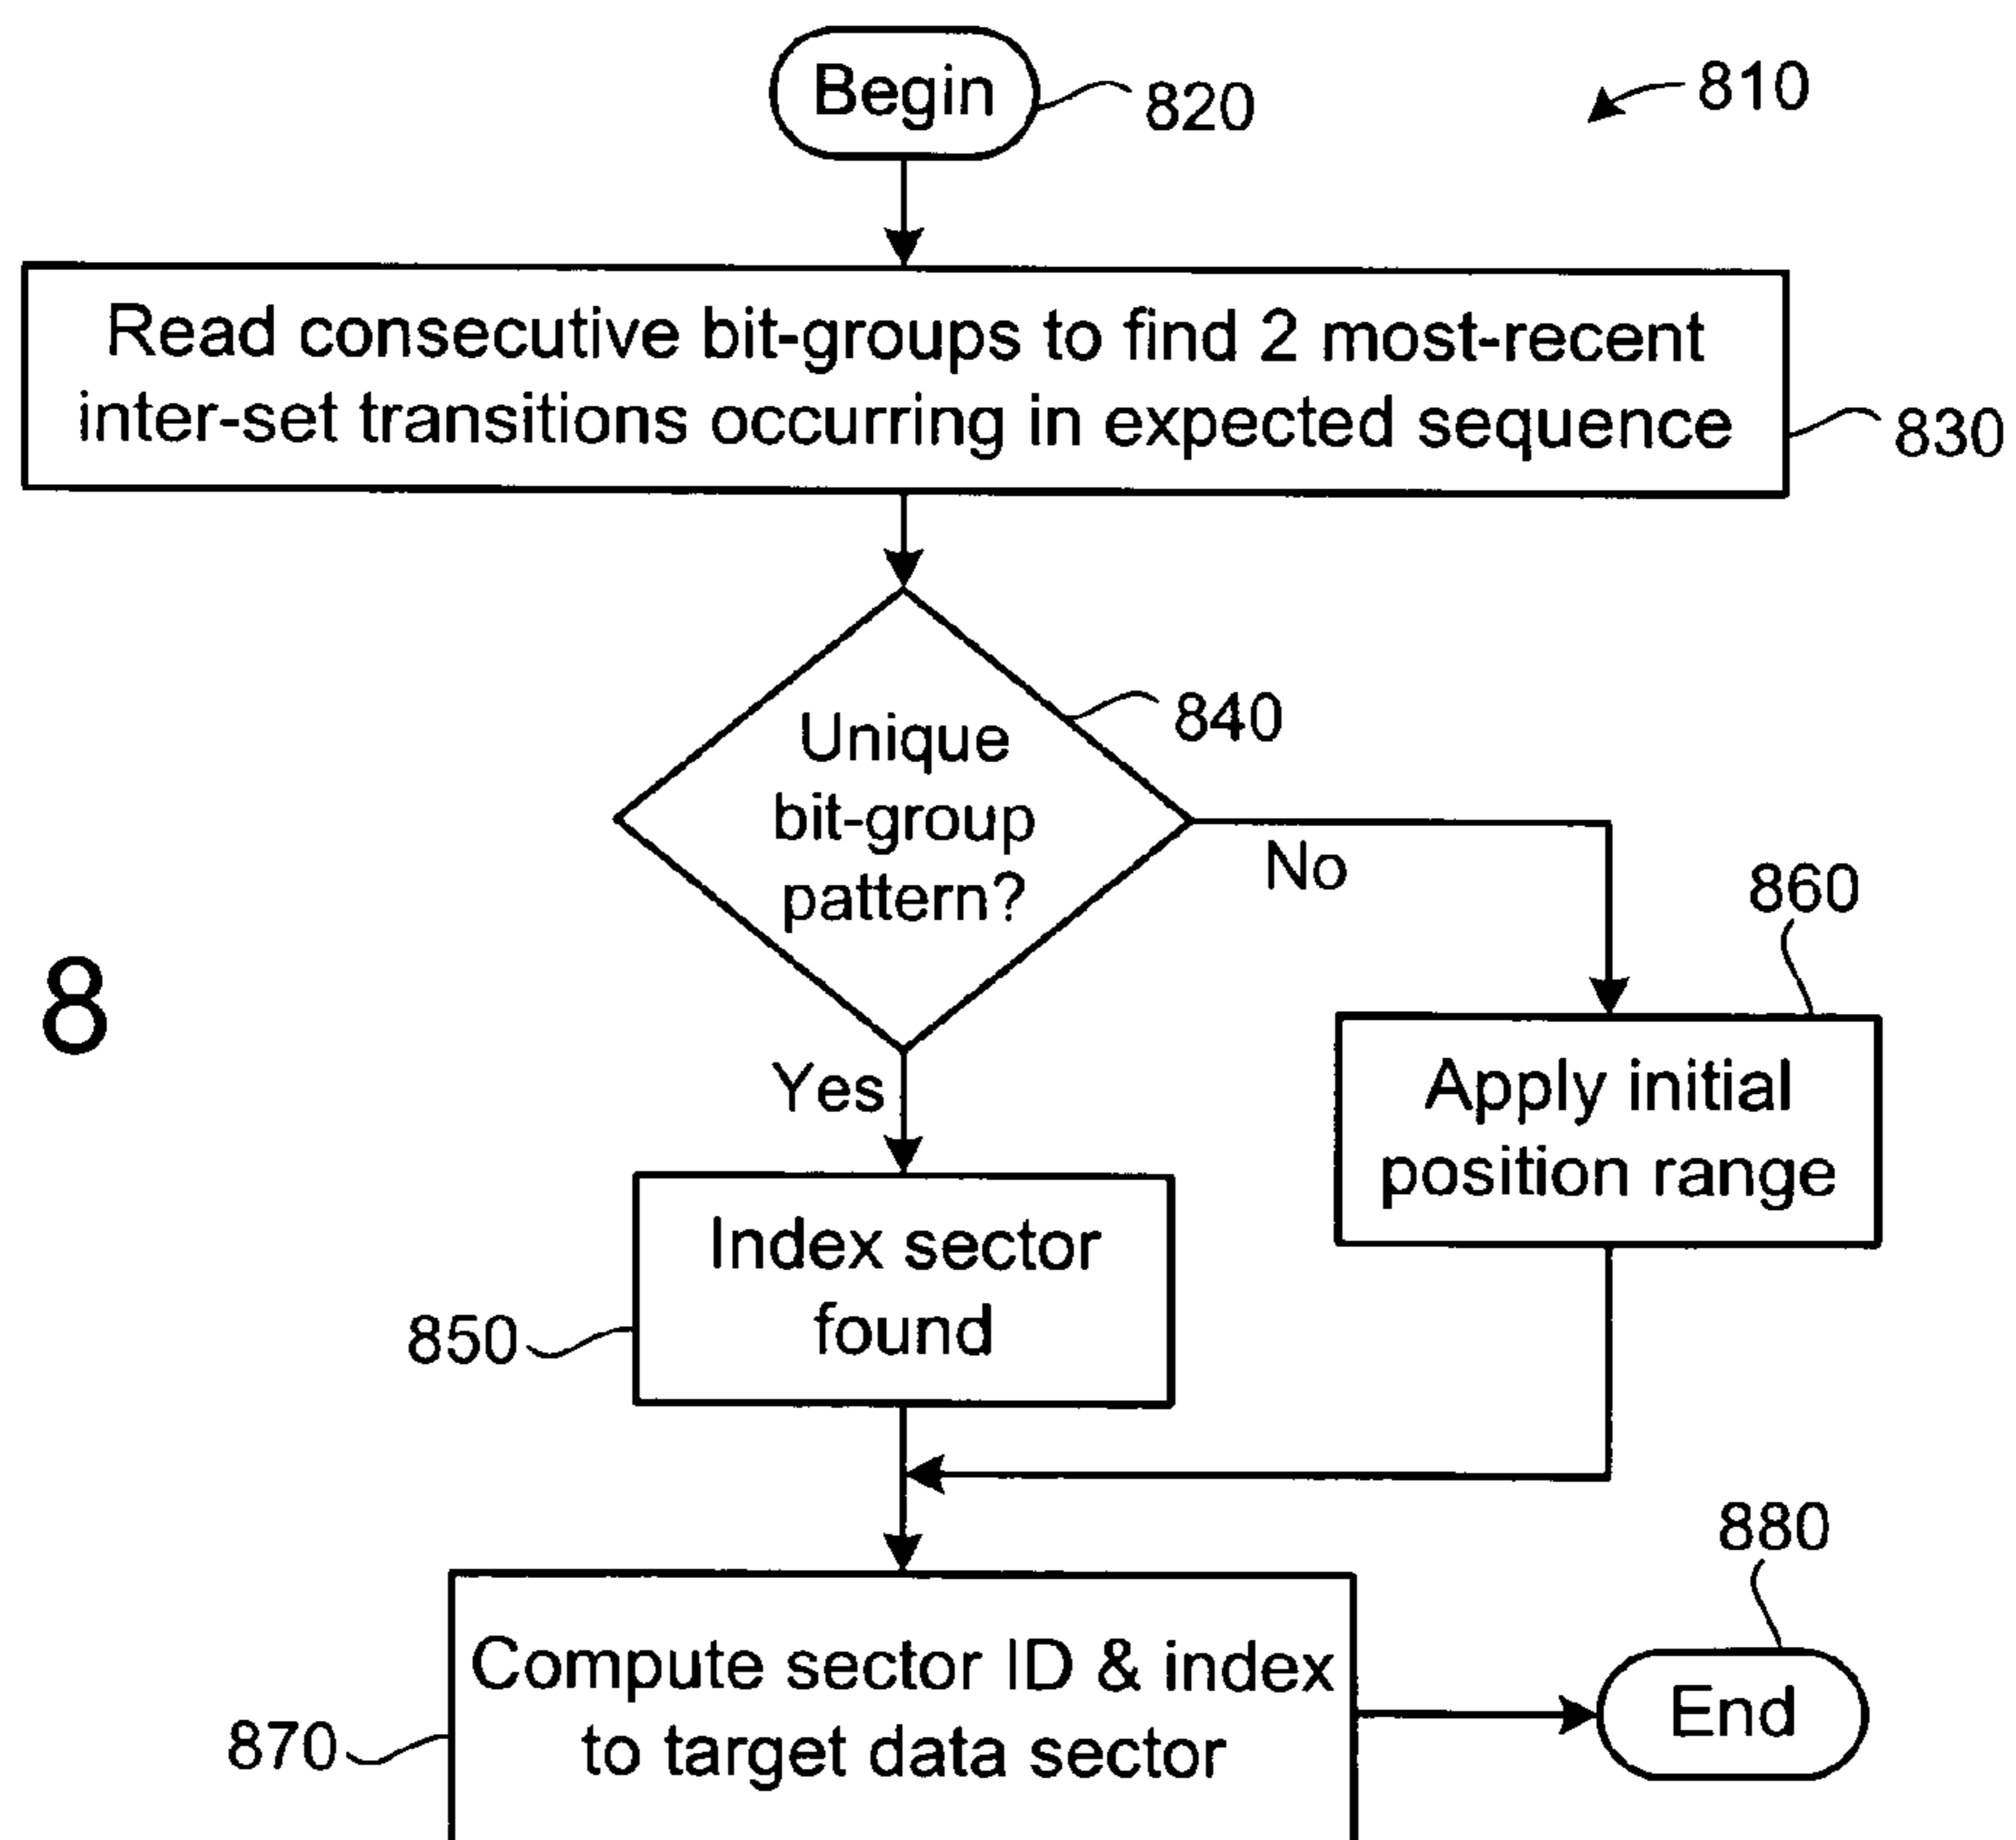 Begin
820
810
Read consecutive bit-groups to find 2 most-recent
inter-set transitions occurring in expected sequence
830
840
Unique
bit-group
pattern?
No
860
8
Yes
Apply initial
position range
Index sector
found
850
880
Compute sector ID & index
to target data sector
870
End